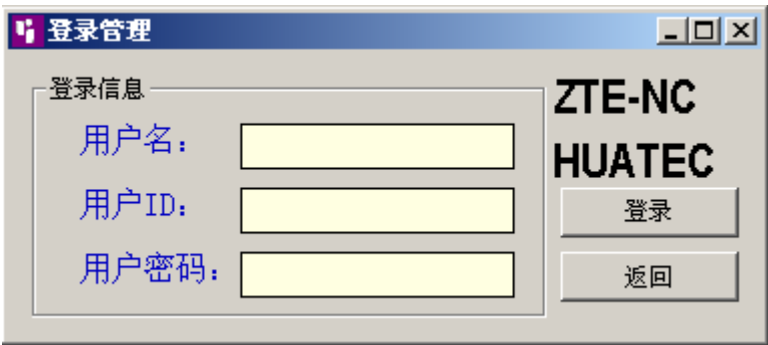 登录管理
登录信息
用户名：
用户ID：
用户密码：
ZTE-NC
HUATEC
登录
返回